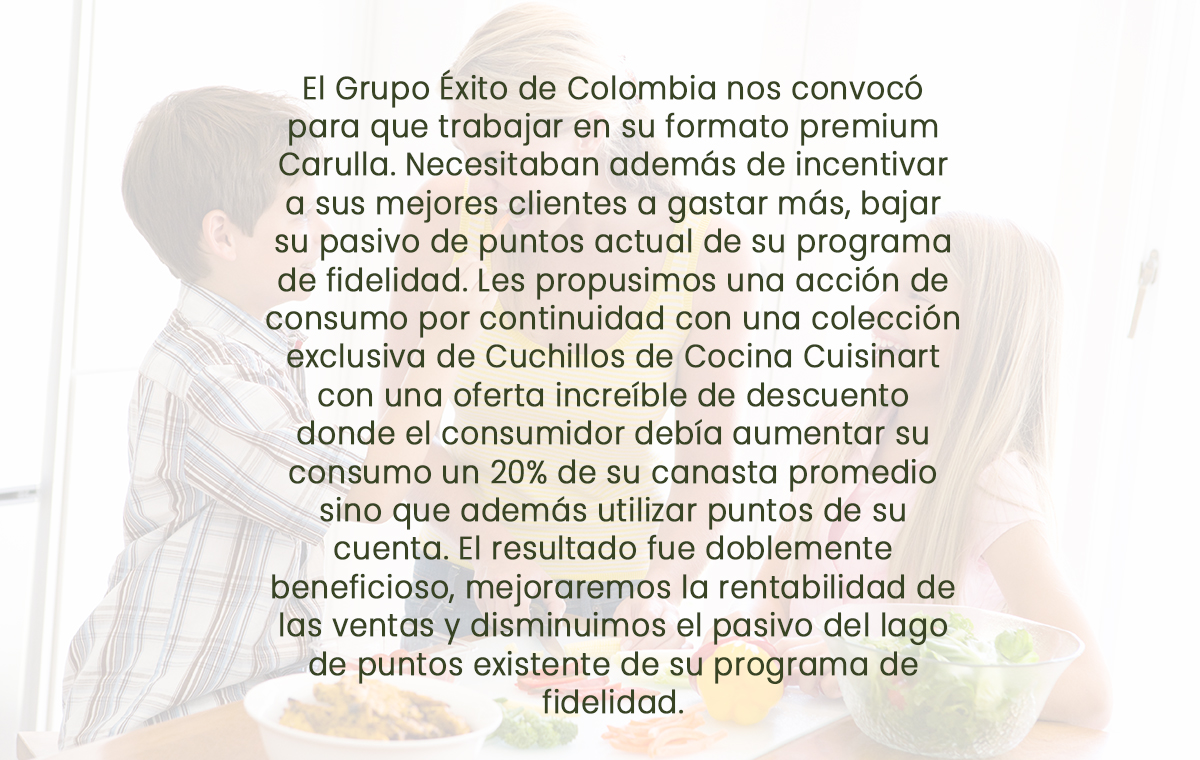 El Grupo Éxito de Colombia nos convocó
para que trabajar en su formato premium
Carulla. Necesitaban además de incentivar
a sus mejores clientes a gastar más, bajar
su pasivo de puntos actual de su programa
de fidelidad. Les propusimos una acción de
consumo por continuidad con una colección
exclusiva de Cuchillos de Cocina Cuisinart
con una oferta increíble de descuento
donde el consumidor debía aumentar su
consumo un 20% de su canasta promedio
sino que además utilizar puntos de su
cuenta. El resultado fue doblemente
beneficioso, mejoraremos la rentabilidad de
las ventas y disminuimos el pasivo del lago
de puntos existente de su programa de
fidelidad.